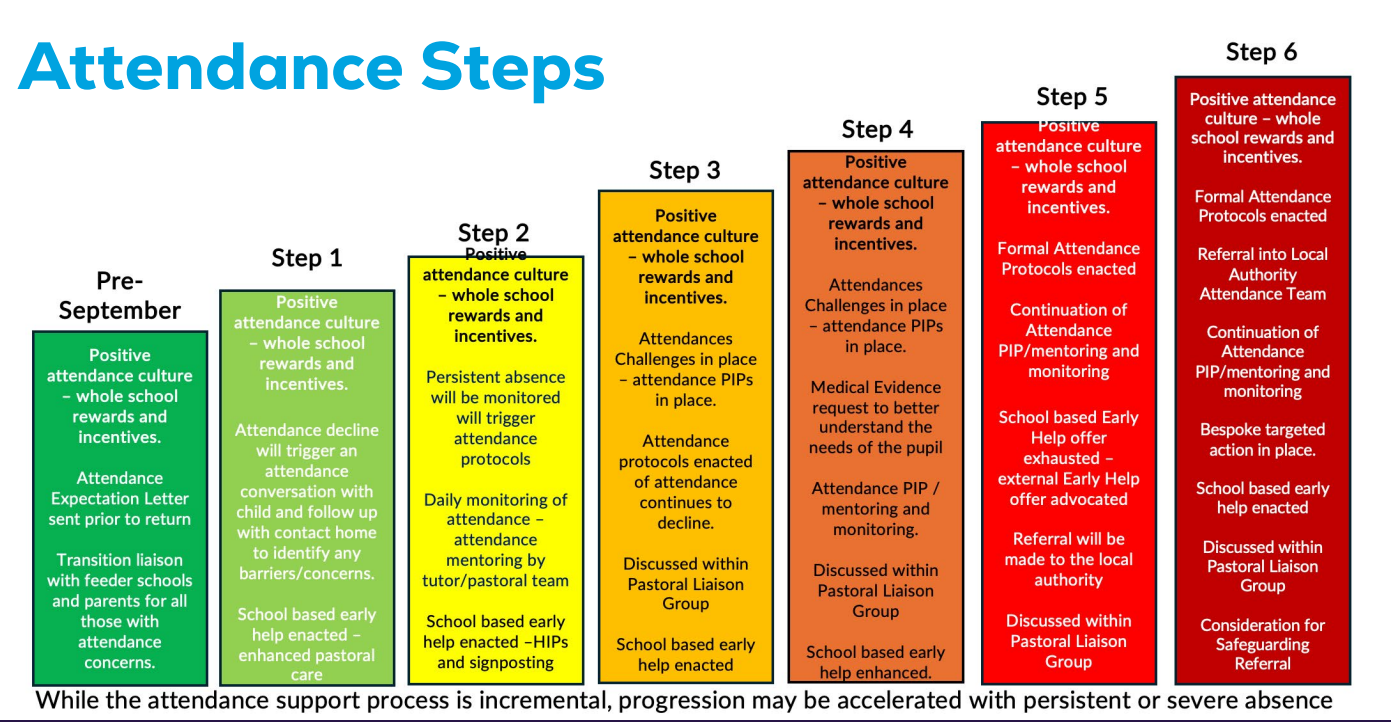 Attendance Steps
Pre-
September
Positive
attendance culture
– whole school
rewards and
incentives.
Attendance
Expectation Letter
sent prior to return
Transition liaison
with feeder schools
and parents for all
those with
attendance
concerns.
Step 1
Positive
attendance culture
– whole school
rewards and
incentives.
Attendance decline
will trigger an
attendance
conversation with
child and follow up
with contact home
to identify any
barriers/concerns.
School based early
help enacted –
enhanced pastoral
care
Step 2
Positive
attendance culture
– whole school
rewards and
incentives.
Persistent absence
will be monitored
will trigger
attendance
protocols
Daily monitoring of
attendance –
attendance
mentoring by
tutor/pastoral team
School based early
help enacted –HIPs
and signposting
Step 3
Positive
attendance culture
– whole school
rewards and
incentives.
Attendances
Challenges in place
– attendance PIPs
in place.
Attendance
protocols enacted
of attendance
continues to
decline.
Discussed within
Pastoral Liaison
Group
School based early
help enacted
Step 4
Positive
attendance culture
– whole school
rewards and
incentives.
Attendances
Challenges in place
– attendance PIPs
in place.
Medical Evidence
request to better
understand the
needs of the pupil
Attendance PIP /
mentoring and
monitoring.
Discussed within
Pastoral Liaison
Group
School based early
help enhanced.
Step 5
Positive
attendance culture
– whole school
rewards and
incentives.
Formal Attendance
Protocols enacted
Continuation of
Attendance
PIP/mentoring and
monitoring
School based Early
Help offer
exhausted –
external Early Help
offer advocated
Referral will be
made to the local
authority
Discussed within
Pastoral Liaison
Group
Step 6
Positive attendance
culture – whole
school rewards and
incentives.
Formal Attendance
Protocols enacted
Referral into Local
Authority
Attendance Team
Continuation of
Attendance
PIP/mentoring and
monitoring
Bespoke targeted
action in place.
School based early
help enacted
Discussed within
Pastoral Liaison
Group
Consideration for
Safeguarding
Referral
While the attendance support process is incremental, progression may be accelerated with persistent or severe absence